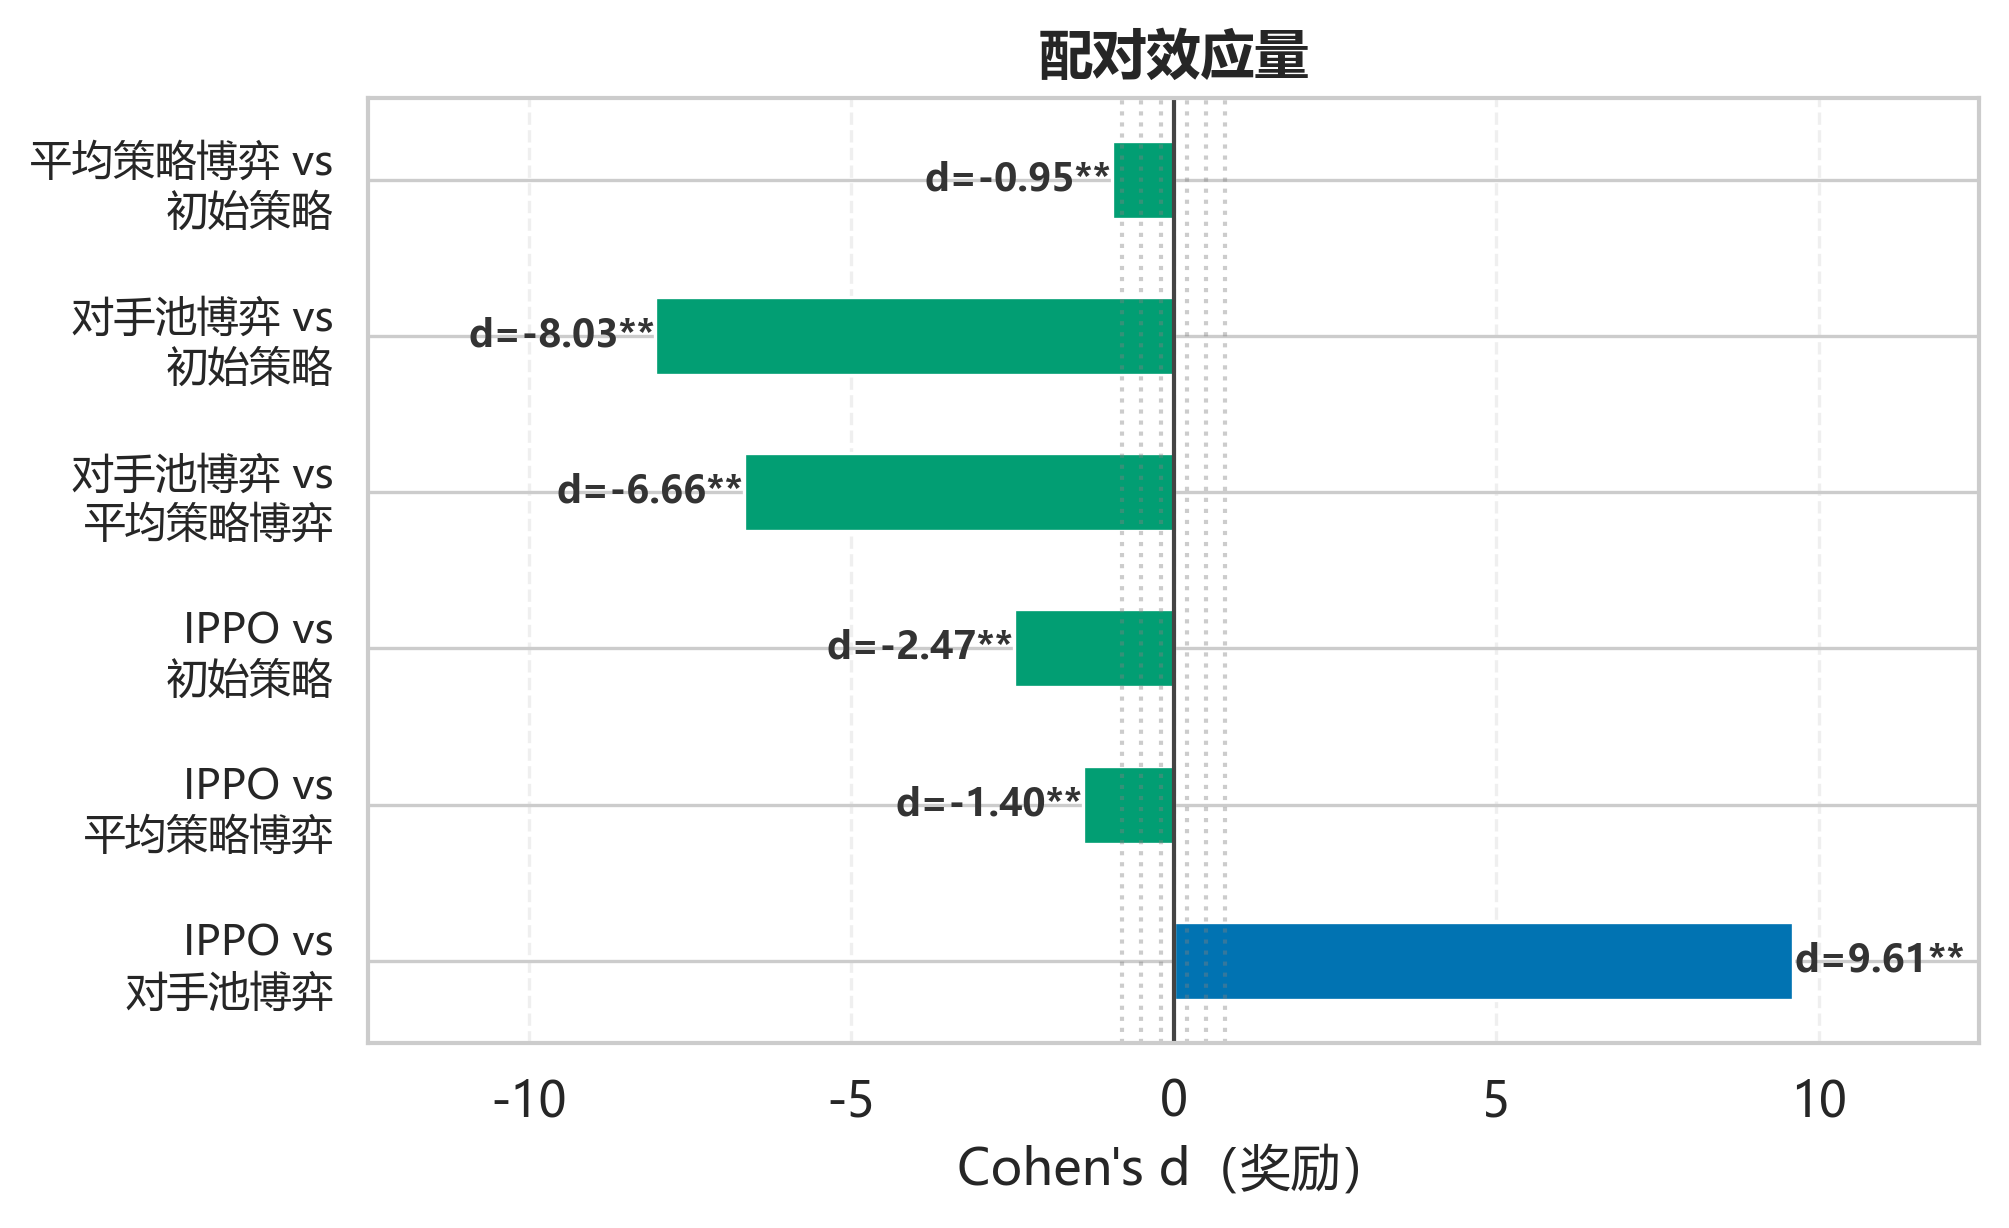 配对效应量
平均策略博弈 vs
初始策略
d=-0.95**
对手池博弈 vs
初始策略
d=-8.03**
对手池博弈 vs
平均策略博弈
d=-6.66**
IPPO vs
初始策略
d=-2.47**
IPPO vs
平均策略博弈
d=-1.40**
IPPO vs
对手池博弈
d=9.61**
-10 -5 0 5 10
Cohen's d（奖励）